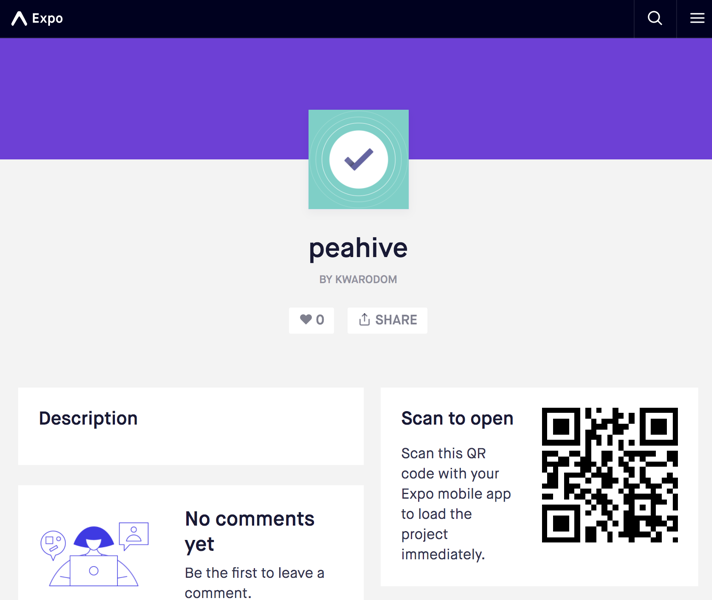 Expo
peahive
BY KWARODOM
0
SHARE
Description
Scan to open
Scan this QR
code with your
Expo mobile app
to load the
project
immediately.
No comments
yet
Be the first to leave a
comment.